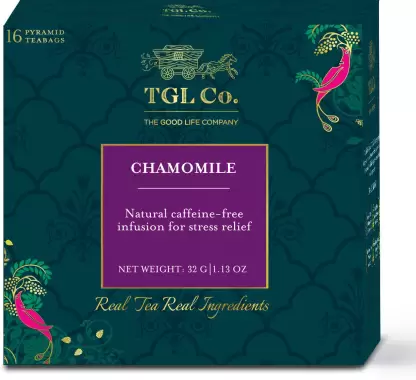 16 PYRAMID
TEABAGS
TGL Co.
THE GOOD LIFE COMPANY
CHAMOMILE
Natural caffeine-free
infusion for stress relief
NET WEIGHT: 32 G|1.13 OZ
Real Tea Real Ingredients